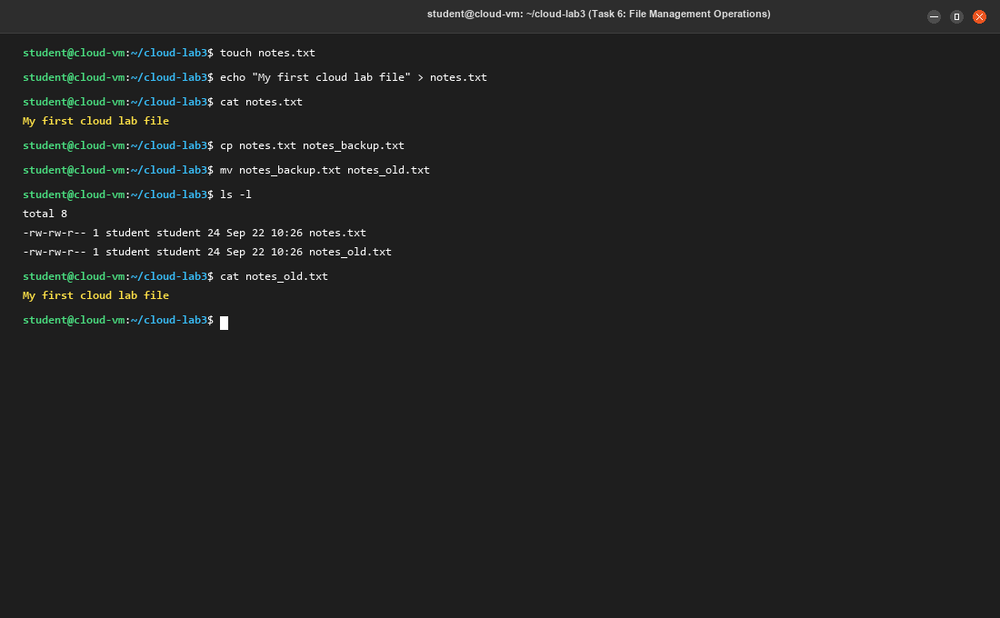 student@cloud-vm: ~/cloud-lab3 (Task 6: File Management Operations)
student@cloud-vm:~/cloud-lab3$ touch notes.txt
student@cloud-vm:~/cloud-lab3$ echo "My first cloud lab file" > notes.txt
student@cloud-vm:~/cloud-lab3$ cat notes.txt
My first cloud lab file
student@cloud-vm:~/cloud-lab3$ cp notes.txt notes_backup.txt
student@cloud-vm:~/cloud-lab3$ mv notes_backup.txt notes_old.txt
student@cloud-vm:~/cloud-lab3$ ls -l
total 8
-rw-rw-r-- 1 student student 24 Sep 22 10:26 notes.txt
-rw-rw-r-- 1 student student 24 Sep 22 10:26 notes_old.txt
student@cloud-vm:~/cloud-lab3$ cat notes_old.txt
My first cloud lab file
student@cloud-vm:~/cloud-lab3$